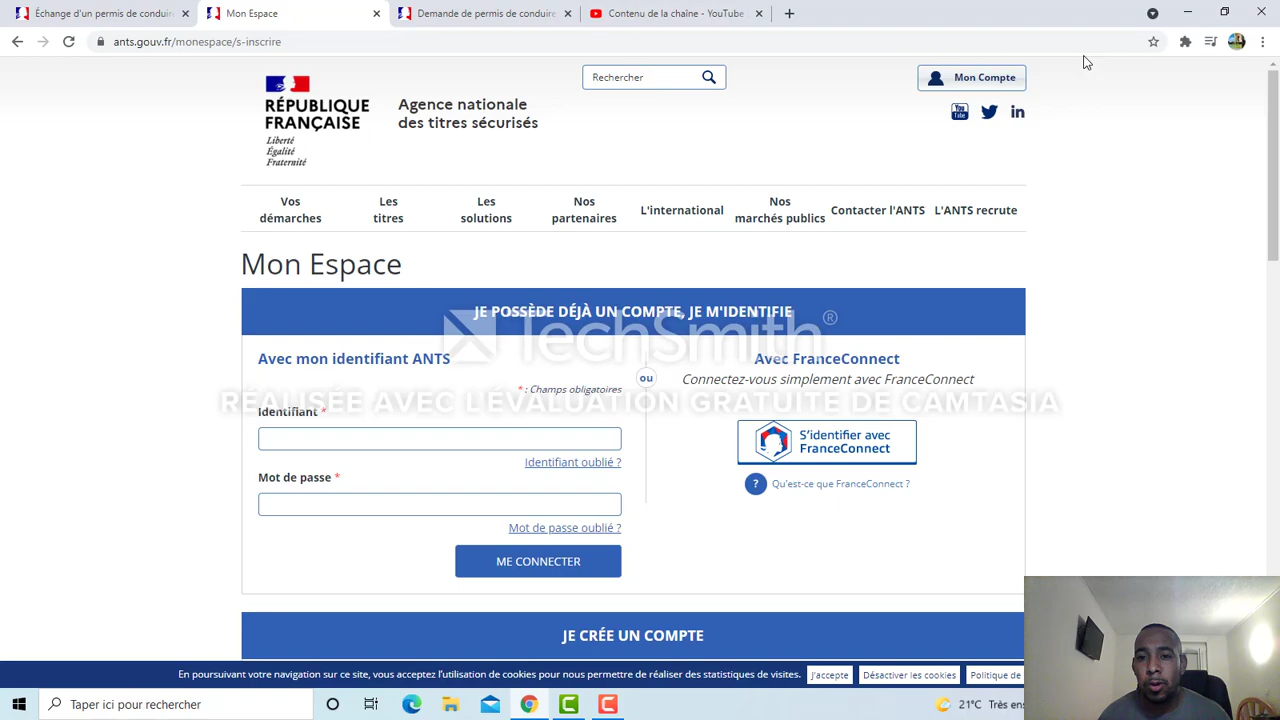 Échange d'un permis de conduire
Mon Espace
Demande de permis de conduire
Contenu de la chaîne - YouTube
ants.gouv.fr/monespace/s-inscrire
RÉPUBLIQUE
FRANÇAISE
Liberté
Égalité
Fraternité
Agence nationale
des titres sécurisés
Rechercher
Mon Compte
You
Tube
in
Vos
démarches
Les
titres
Les
solutions
Nos
partenaires
L'international
Nos
marchés publics
Contacter l'ANTS
L'ANTS recrute
Mon Espace
JE POSSÈDE DÉJÀ UN COMPTE, JE M'IDENTIFIE
TechSmith®
Avec mon identifiant ANTS
* : Champs obligatoires
ou
Avec FranceConnect
Connectez-vous simplement avec FranceConnect
RÉALISÉE AVEC L'ÉVALUATION GRATUITE DE CAMTASIA
Identifiant *
Identifiant oublié ?
S'identifier avec
FranceConnect
Mot de passe *
? Qu'est-ce que FranceConnect ?
Mot de passe oublié ?
ME CONNECTER
JE CRÉE UN COMPTE
En poursuivant votre navigation sur ce site, vous acceptez l'utilisation de cookies pour nous permettre de réaliser des statistiques de visites.
J'accepte
Désactiver les cookies
Politique de
Taper ici pour rechercher
21°C Très ens